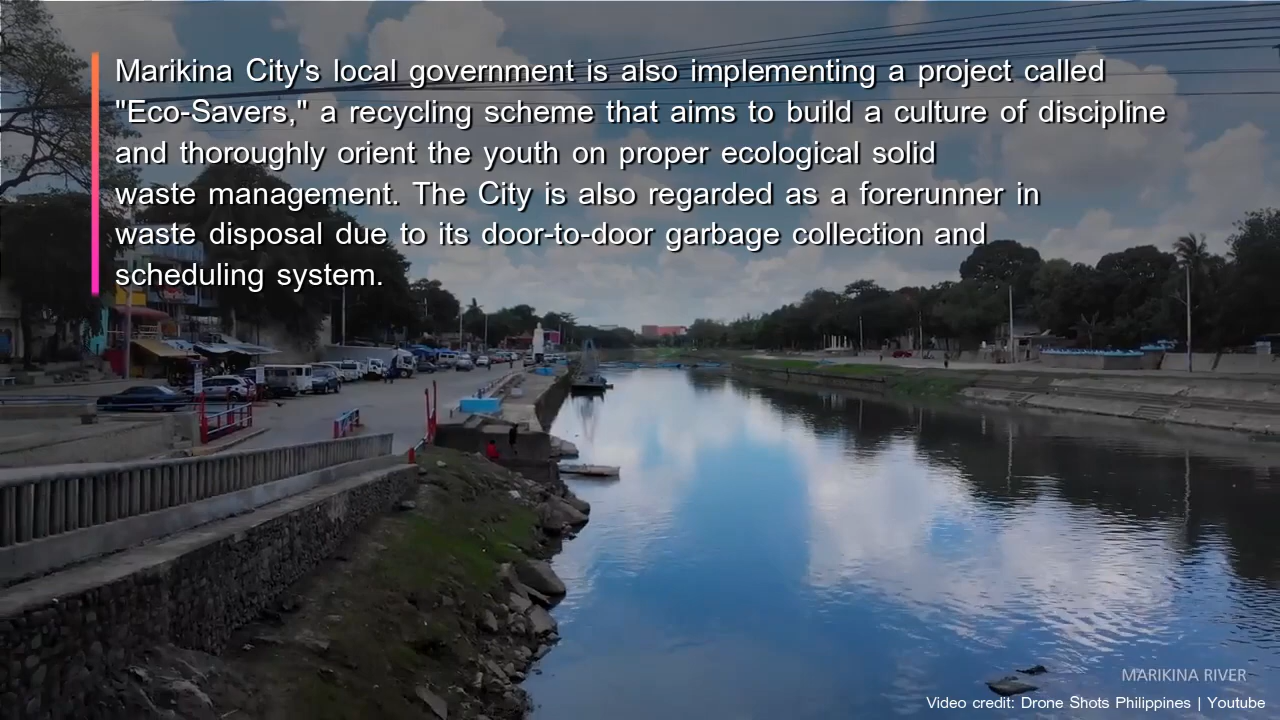 Marikina City's local government is also implementing a project called
"Eco-Savers," a recycling scheme that aims to build a culture of discipline
and thoroughly orient the youth on proper ecological solid
waste management. The City is also regarded as a forerunner in
waste disposal due to its door-to-door garbage collection and
scheduling system.
MARIKINA RIVER
Video credit: Drone Shots Philippines | Youtube